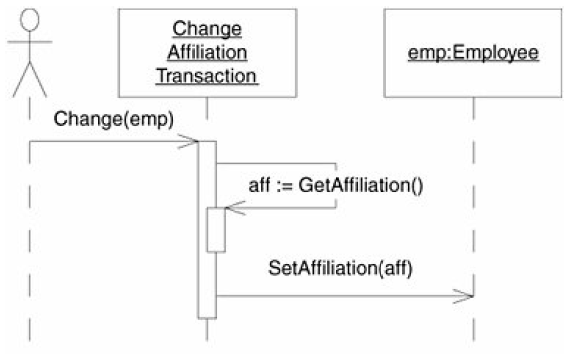 Change
Affiliation
Transaction
emp:Employee
Change(emp)
aff := GetAffiliation()
SetAffiliation(aff)